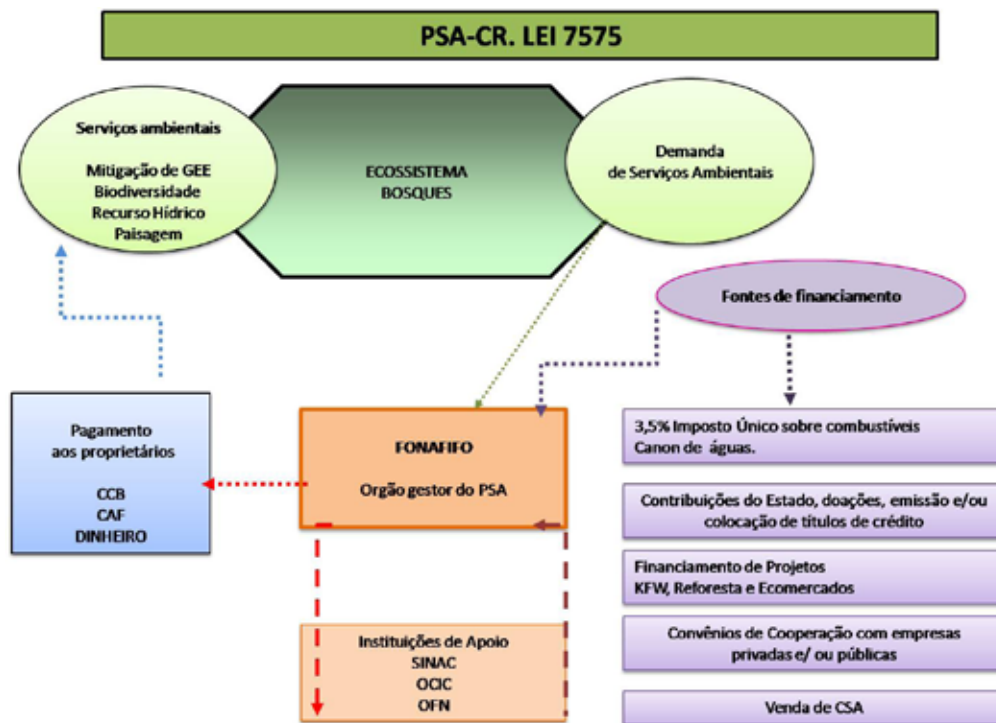 PSA-CR. LEI 7575
Serviços ambientais
Mitigação de GEE
Biodiversidade
Recurso Hídrico
Paisagem
ECOSSISTEMA
BOSQUES
Demanda
de Serviços Ambientais
Fontes de financiamento
Pagamento
aos proprietários
CCB
CAF
DINHEIRO
FONAFIFO
Orgão gestor do PSA
Instituições de Apoio
SINAC
OCIC
OFN
3,5% Imposto Único sobre combustíveis
Canon de águas.
Contribuições do Estado, doações, emissão e/ou
colocação de títulos de crédito
Financiamento de Projetos
KFW, Reforesta e Ecomercados
Convênios de Cooperação com empresas
privadas e/ ou públicas
Venda de CSA